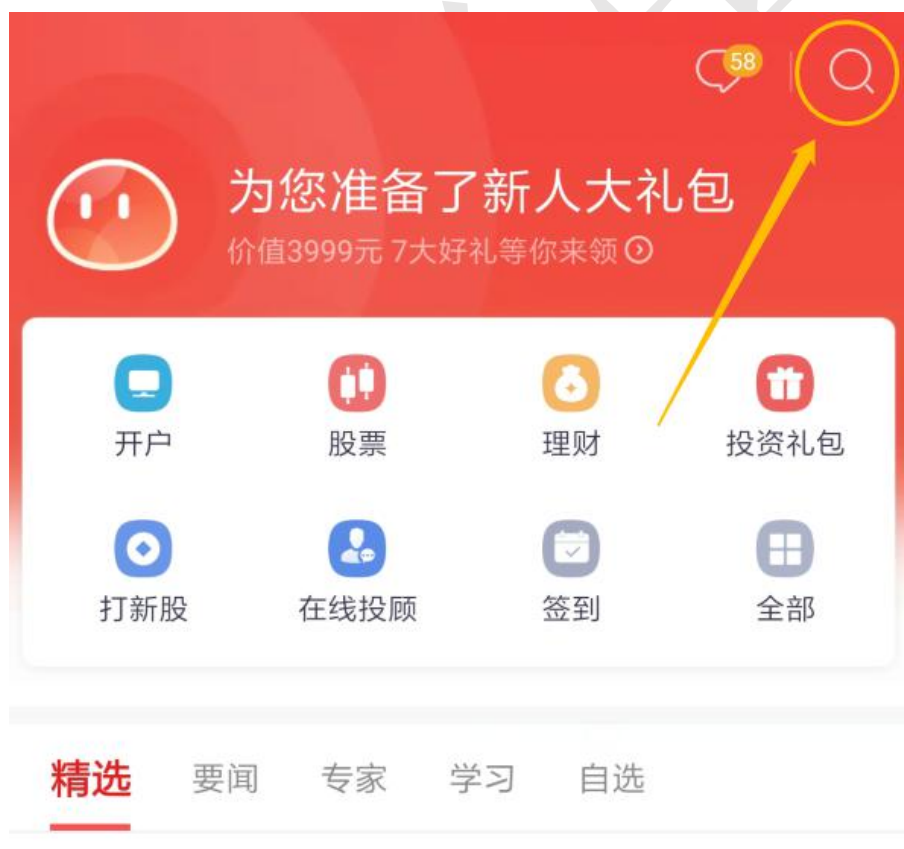 58
为您准备了新人大礼包
价值3999元 7大好礼等你来领
开户 股票 理财 投资礼包
打新股 在线投顾 签到 全部
精选 要闻 专家 学习 自选